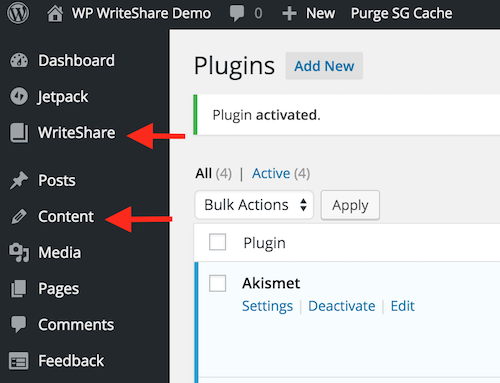 WP WriteShare Demo 0 New Purge SG Cache
Dashboard
Jetpack
WriteShare
Posts
Content
Media
Pages
Comments
Feedback
Plugins Add New
Plugin activated.
All (4) | Active (4)
Bulk Actions Apply
Plugin
Akismet
Settings | Deactivate | Edit